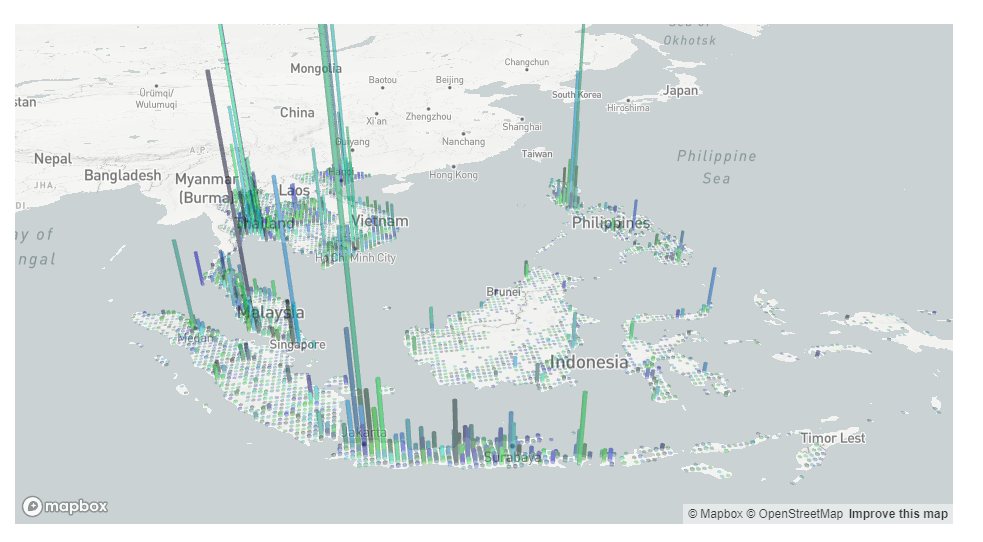 Sea of
Okhotsk
Mongolia
Changchun
Baotou
Beijing
Ürümqi/
Wulumuqi
South Korea
Japan
Hiroshima
China
Xi'an
Zhengzhou
Shanghai
Guiyang
Nanchang
Taiwan
A.P.
Nepal
Bangladesh
Hong Kong
Philippine
Sea
JHA.
Myanmar
(Burma)
Laos
Thailand
Vietnam
Philippines
Ho Chi Minh City
ay of
ngal
Brunei
Malaysia
Medan
Singapore
Indonesia
Jakarta
Surabaya
Timor Lest
mapbox
© Mapbox © OpenStreetMap Improve this map